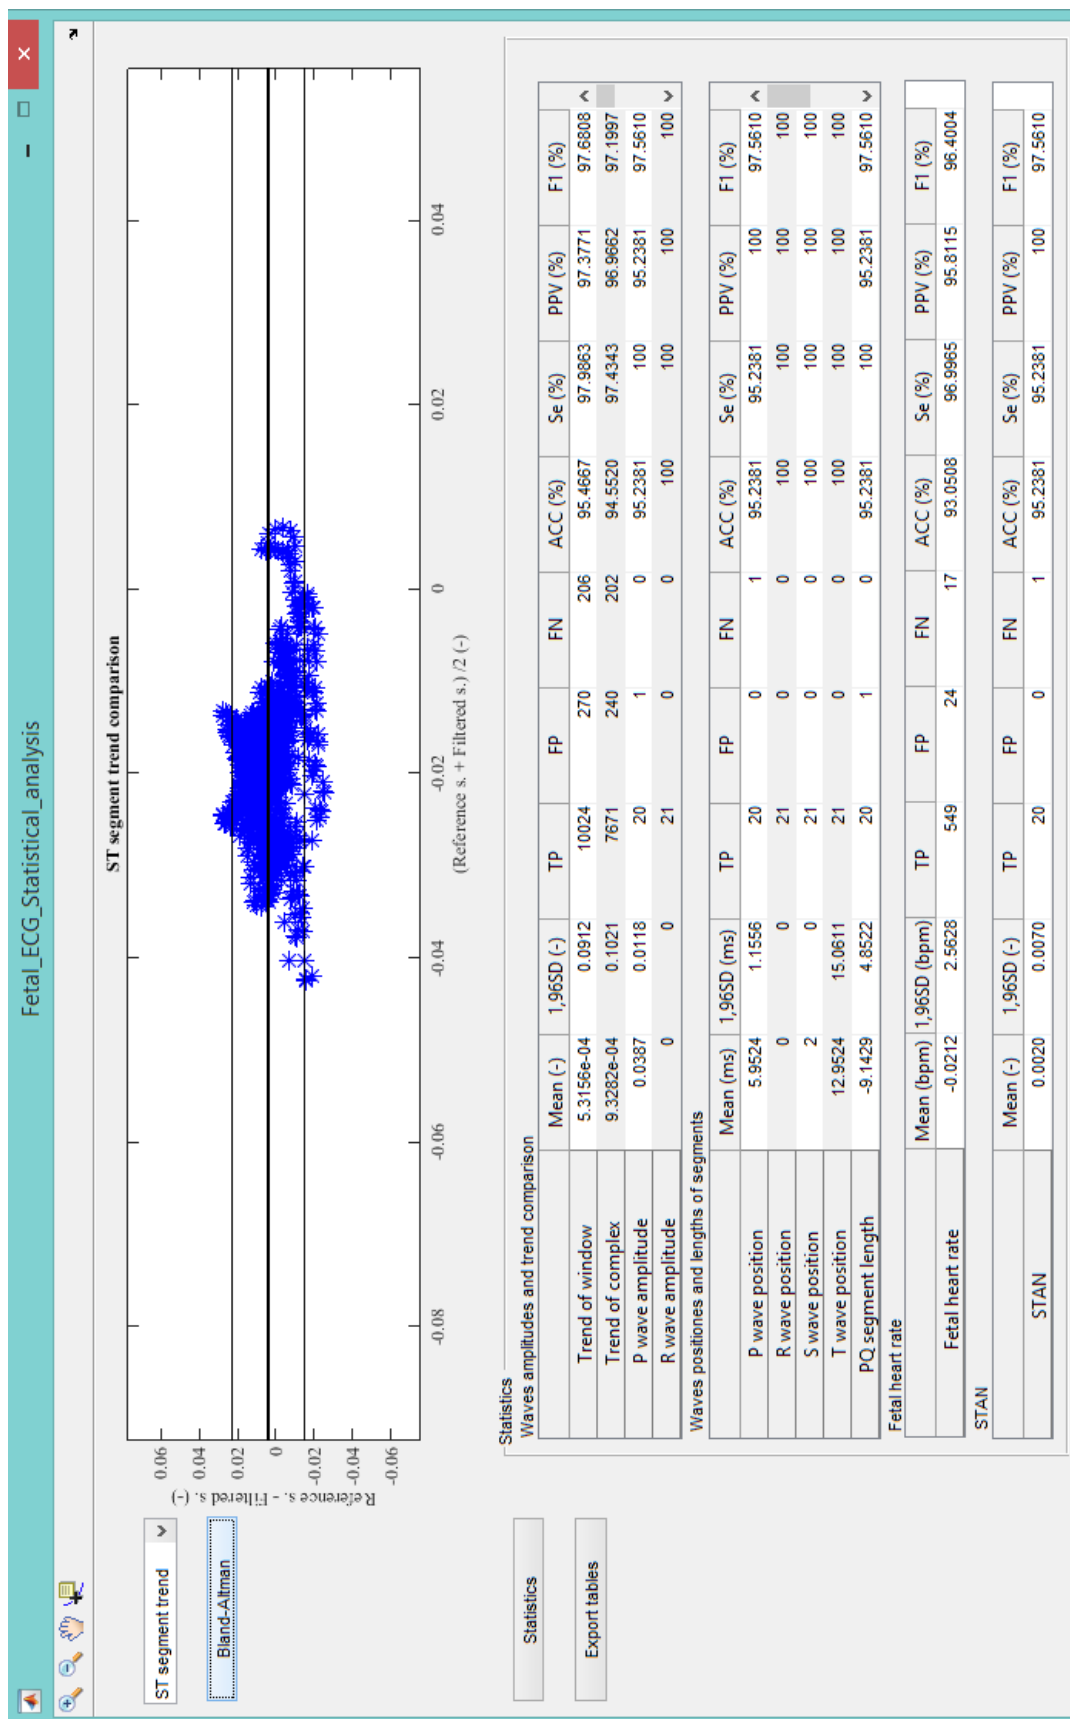 Fetal_ECG_Statistical_analysis
ST segment trend
Bland-Altman
ST segment trend comparison
Reference s. - Filtered s. (-)
0.06
0.04
0.02
0
-0.02
-0.04
-0.06
-0.08 -0.06 -0.04 -0.02 0 0.02 0.04
(Reference s. + Filtered s.) /2 (-)
Statistics
Export tables
Statistics
Waves amplitudes and trend comparison
Mean (-) 1,96SD (-) TP FP FN ACC (%) Se (%) PPV (%) F1 (%)
Trend of window 5.3156e-04 0.0912 10024 270 206 95.4667 97.9863 97.3771 97.6808
Trend of complex 9.3282e-04 0.1021 7671 240 202 94.5520 97.4343 96.9662 97.1997
P wave amplitude 0.0387 0.0118 20 1 0 95.2381 100 95.2381 97.5610
R wave amplitude 0 0 21 0 0 100 100 100 100
Waves positiones and lengths of segments
Mean (ms) 1,96SD (ms) TP FP FN ACC (%) Se (%) PPV (%) F1 (%)
P wave position 5.9524 1.1556 20 0 1 95.2381 95.2381 100 97.5610
R wave position 0 0 21 0 0 100 100 100 100
S wave position 2 0 21 0 0 100 100 100 100
T wave position 12.9524 15.0611 21 0 0 100 100 100 100
PQ segment length -9.1429 4.8522 20 1 0 95.2381 100 95.2381 97.5610
Fetal heart rate
Mean (bpm) 1,96SD (bpm) TP FP FN ACC (%) Se (%) PPV (%) F1 (%)
Fetal heart rate -0.0212 2.5628 549 24 17 93.0508 96.9965 95.8115 96.4004
STAN
Mean (-) 1,96SD (-) TP FP FN ACC (%) Se (%) PPV (%) F1 (%)
STAN 0.0020 0.0070 20 0 1 95.2381 95.2381 100 97.5610